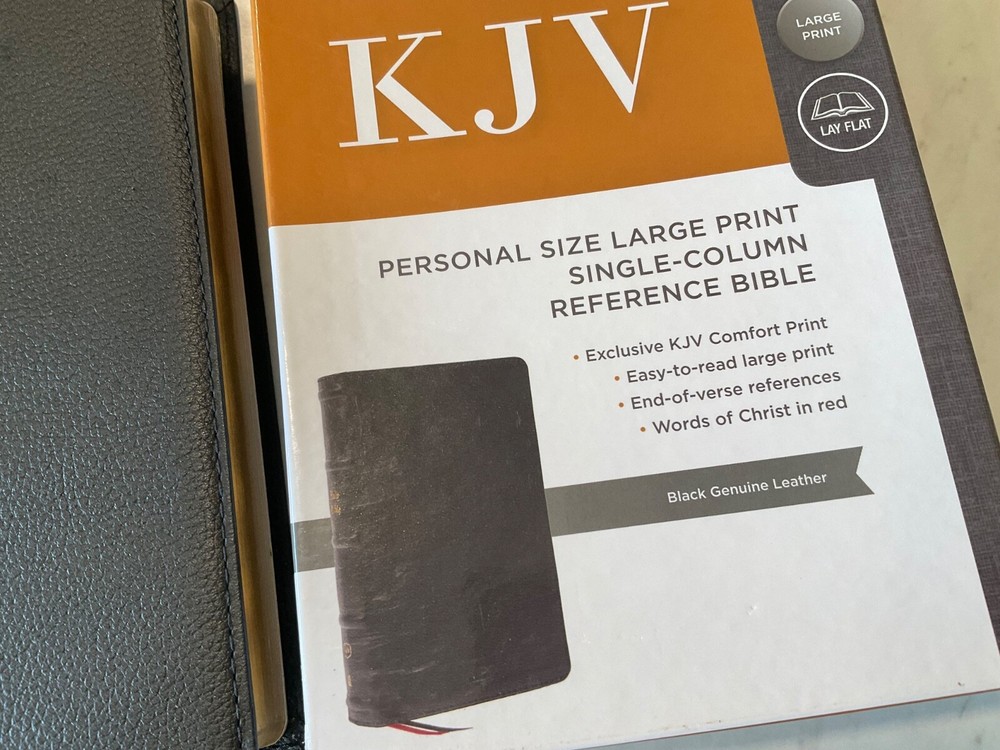 KJV
LARGE
PRINT
LAY FLAT
PERSONAL SIZE LARGE PRINT
SINGLE-COLUMN
REFERENCE BIBLE
• Exclusive KJV Comfort Print
• Easy-to-read large print
• End-of-verse references
• Words of Christ in red
Black Genuine Leather